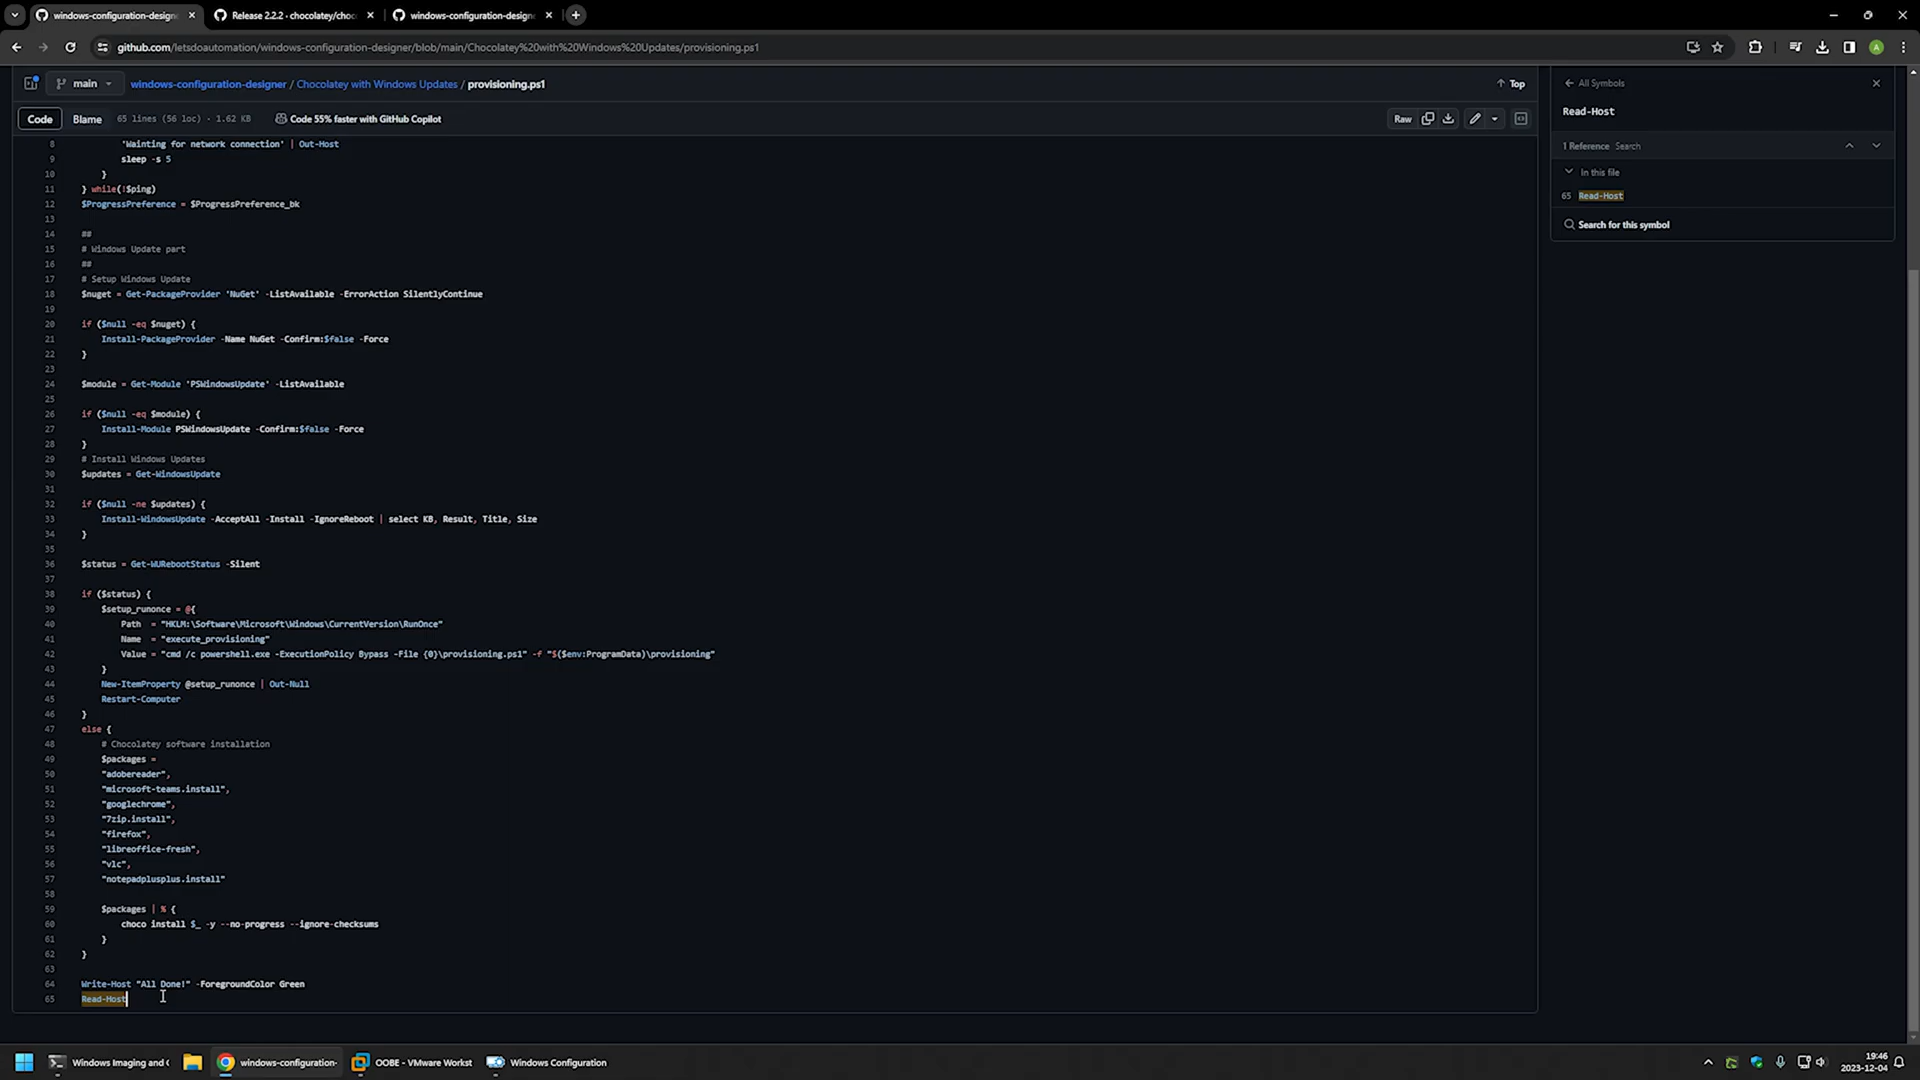 windows-configuration-design
Release 2.2.2 · chocolatey/choc
windows-configuration-design
github.com/letsdoautomation/windows-configuration-designer/blob/main/Chocolatey%20with%20Windows%20Updates/provisioning.ps1
main
windows-configuration-designer / Chocolatey with Windows Updates / provisioning.ps1
Top
Code
Blame
65 lines (56 loc) · 1.62 KB
Code 55% faster with GitHub Copilot
Raw
8 'Wainting for network connection' | Out-Host
9 sleep -s 5
10 }
11 } while(!$ping)
12 $ProgressPreference = $ProgressPreference_bk
13
14 ##
15 # Windows Update part
16 ##
17 # Setup Windows Update
18 $nuget = Get-PackageProvider 'NuGet' -ListAvailable -ErrorAction SilentlyContinue
19
20 if ($null -eq $nuget) {
21 Install-PackageProvider -Name NuGet -Confirm:$false -Force
22 }
23
24 $module = Get-Module 'PSWindowsUpdate' -ListAvailable
25
26 if ($null -eq $module) {
27 Install-Module PSWindowsUpdate -Confirm:$false -Force
28 }
29 # Install Windows Updates
30 $updates = Get-WindowsUpdate
31
32 if ($null -ne $updates) {
33 Install-WindowsUpdate -AcceptAll -Install -IgnoreReboot | select KB, Result, Title, Size
34 }
35
36 $status = Get-WURebootStatus -Silent
37
38 if ($status) {
39 $setup_runonce = @{
40 Path = "HKLM:\Software\Microsoft\Windows\CurrentVersion\RunOnce"
41 Name = "execute_provisioning"
42 Value = "cmd /c powershell.exe -ExecutionPolicy Bypass -File {0}\provisioning.ps1" -f "$($env:ProgramData)\provisioning"
43 }
44 New-ItemProperty @setup_runonce | Out-Null
45 Restart-Computer
46 }
47 else {
48 # Chocolatey software installation
49 $packages =
50 "adobereader",
51 "microsoft-teams.install",
52 "googlechrome",
53 "7zip.install",
54 "firefox",
55 "libreoffice-fresh",
56 "vlc",
57 "notepadplusplus.install"
58
59 $packages | % {
60 choco install $_ -y --no-progress --ignore-checksums
61 }
62 }
63
64 Write-Host "All Done!" -ForegroundColor Green
65 Read-Host
All Symbols
Read-Host
1 Reference Search
In this file
65 Read-Host
Search for this symbol
A
Windows Imaging and C
windows-configuration-
OOBE - VMware Workst
Windows Configuration
19:46
2023-12-04